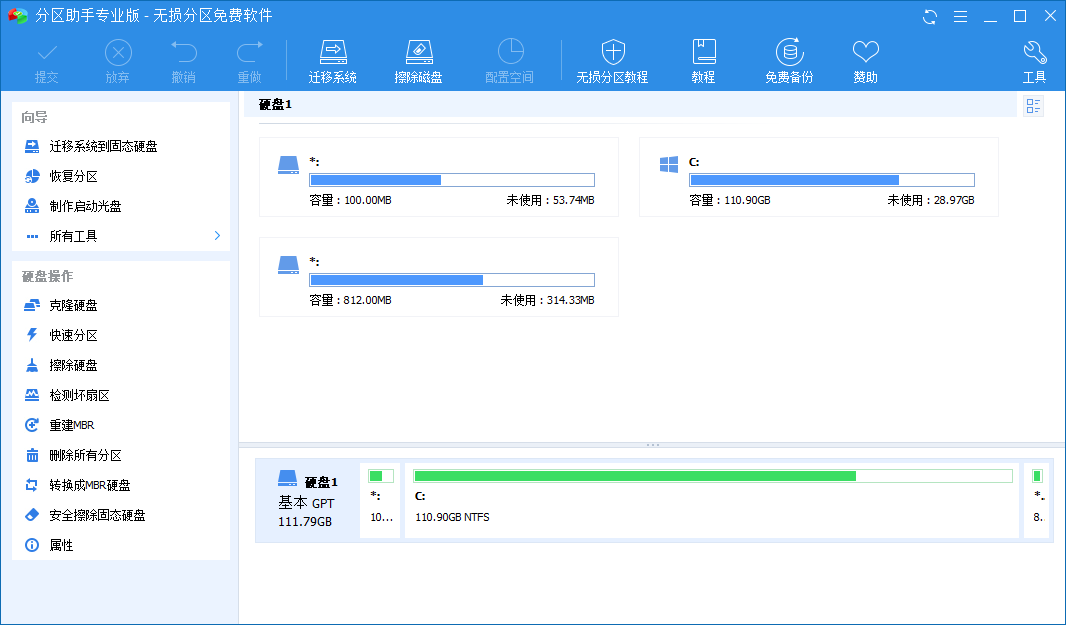 分区助手专业版 - 无损分区免费软件
提交
放弃
撤销
重做
迁移系统
擦除磁盘
配置空间
无损分区教程
教程
免费备份
赞助
工具
向导
迁移系统到固态硬盘
恢复分区
制作启动光盘
所有工具
硬盘操作
克隆硬盘
快速分区
擦除硬盘
检测坏扇区
重建MBR
删除所有分区
转换成MBR硬盘
安全擦除固态硬盘
属性
硬盘1
*:
容量 : 100.00MB
未使用 : 53.74MB
C:
容量 : 110.90GB
未使用 : 28.97GB
*:
容量 : 812.00MB
未使用 : 314.33MB
硬盘1
基本 GPT
111.79GB
*:
10...
C:
110.90GB NTFS
*..
8..